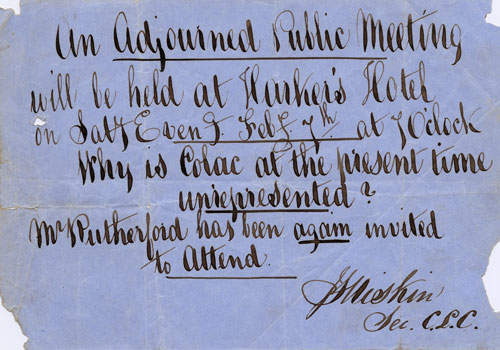 An Adjourned Public Meeting
will be held at Husker's Hotel
on Saty Eveng Feby 7th at 7 O'clock
Why is Colac at the present time
unrepresented?
Mr Rutherford has been again invited
to Attend.
Sec. C.L.C.